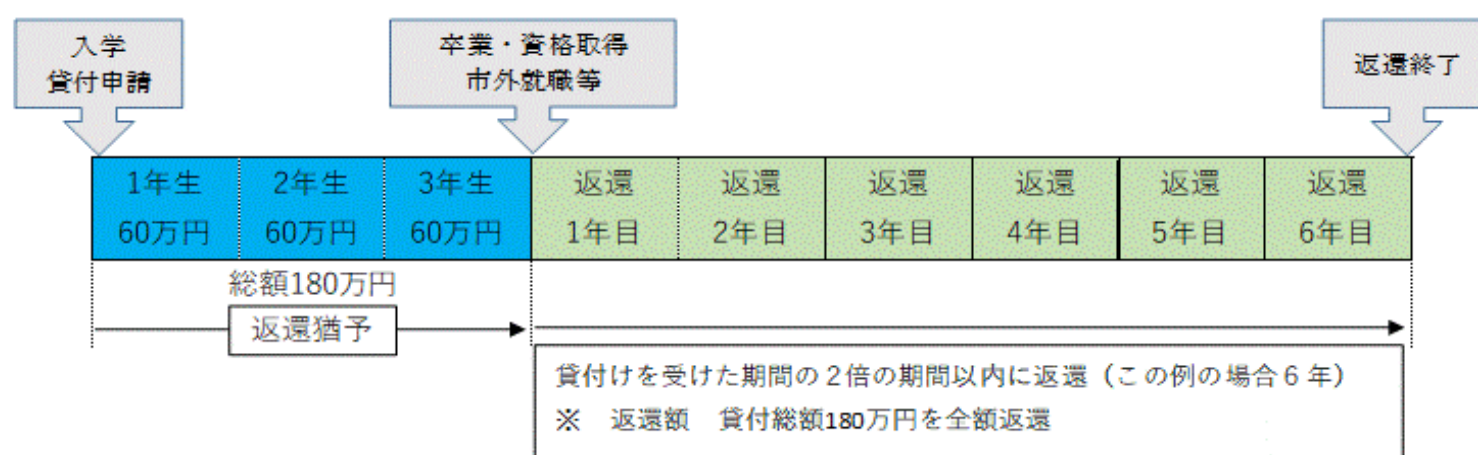 入学
貸付申請
卒業・資格取得
市外就職等
返還終了
1年生
60万円
2年生
60万円
3年生
60万円
返還
1年目
返還
2年目
返還
3年目
返還
4年目
返還
5年目
返還
6年目
総額180万円
返還猶予
貸付けを受けた期間の２倍の期間以内に返還（この例の場合６年）
※　返還額　貸付総額180万円を全額返還